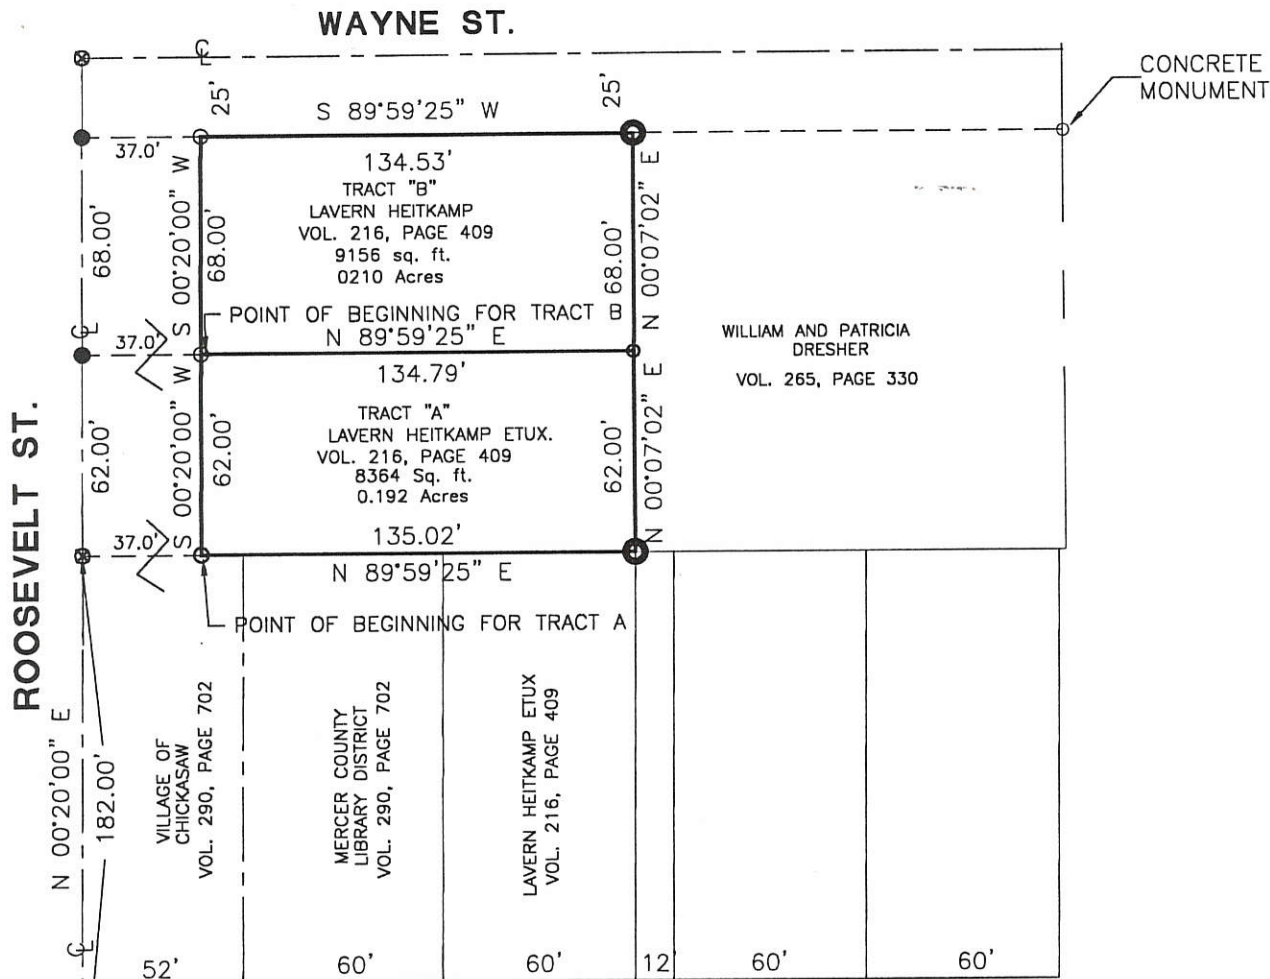 WAYNE ST.
℄
25'
25'
CONCRETE
MONUMENT
S 89°59'25" W
37.0'
134.53'
TRACT "B"
LAVERN HEITKAMP
VOL. 216, PAGE 409
9156 sq. ft.
0210 Acres
68.00'
S 00°20'00" W
68.00'
68.00'
N 00°07'02" E
℄
37.0'
POINT OF BEGINNING FOR TRACT B
N 89°59'25" E
134.79'
TRACT "A"
LAVERN HEITKAMP ETUX.
VOL. 216, PAGE 409
8364 Sq. ft.
0.192 Acres
62.00'
S 00°20'00" W
62.00'
62.00'
N 00°07'02" E
WILLIAM AND PATRICIA
DRESHER
VOL. 265, PAGE 330
ROOSEVELT ST.
37.0'
135.02'
N 89°59'25" E
POINT OF BEGINNING FOR TRACT A
N 00°20'00" E
182.00'
VILLAGE OF
CHICKASAW
VOL. 290, PAGE 702
MERCER COUNTY
LIBRARY DISTRICT
VOL. 290, PAGE 702
LAVERN HEITKAMP ETUX
VOL. 216, PAGE 409
℄
52'
60'
60'
12'
60'
60'